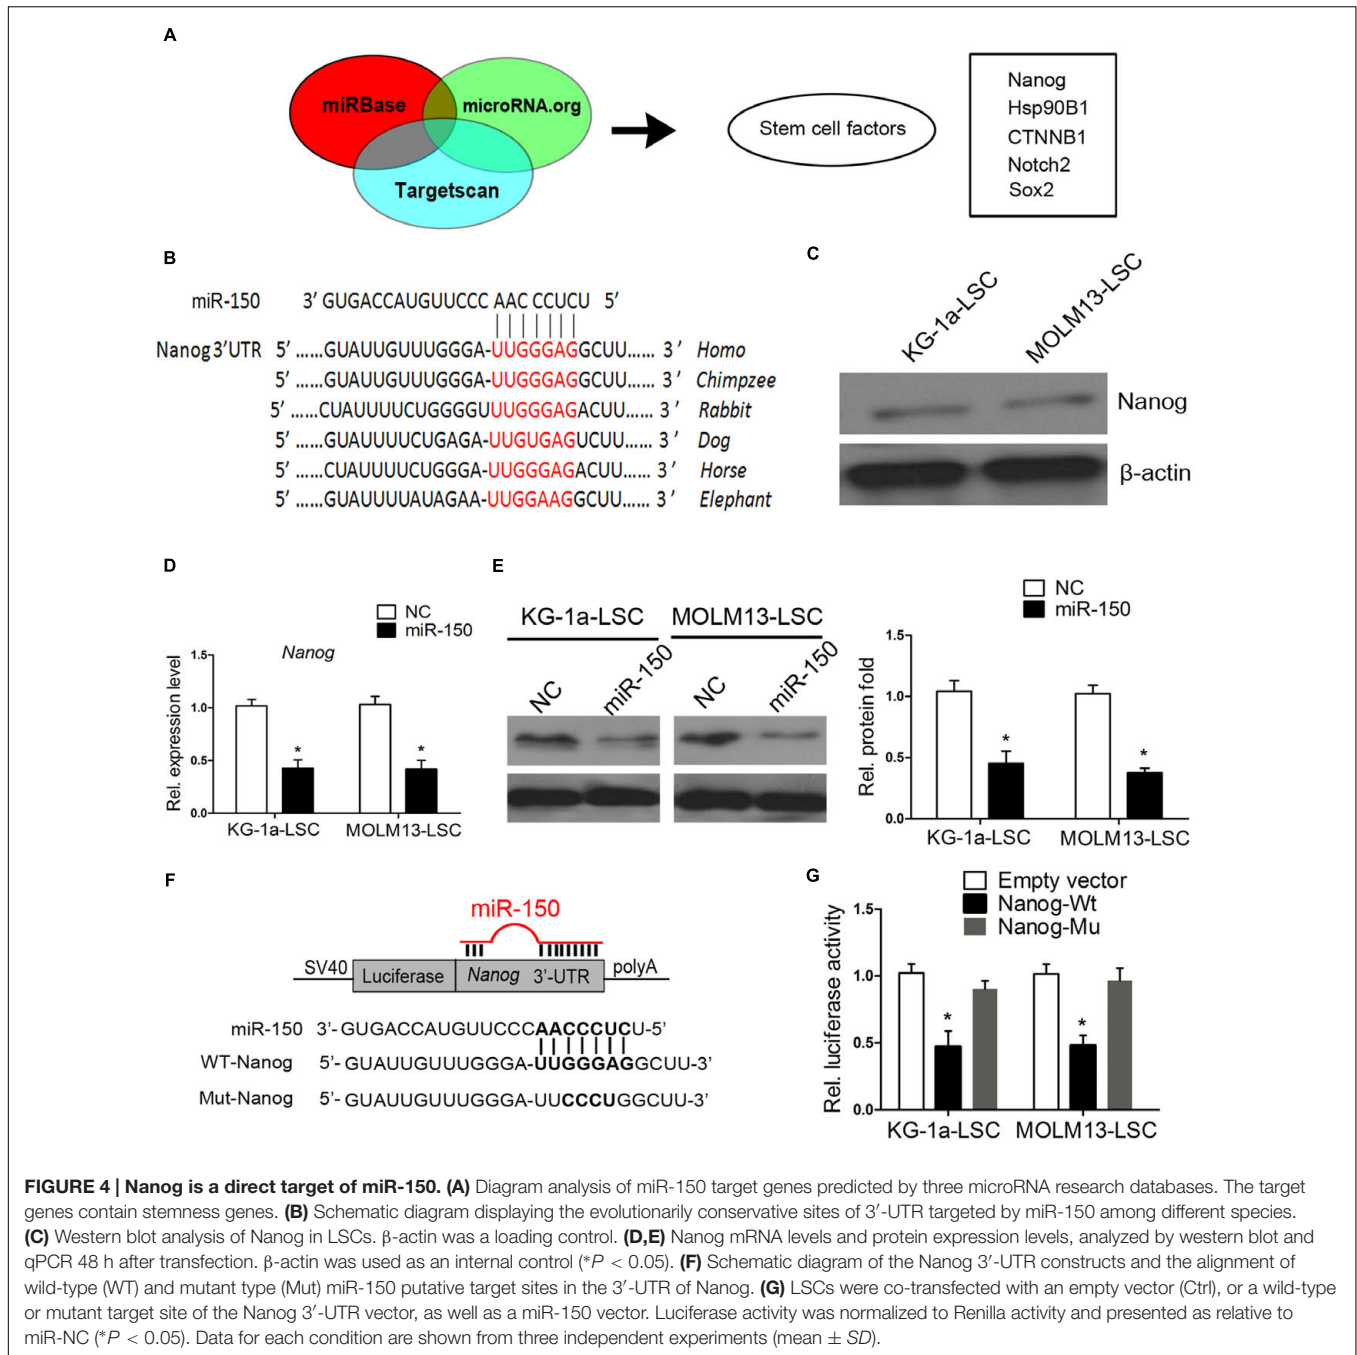 A
miRBase
microRNA.org
Targetscan
Stem cell factors
Nanog
Hsp90B1
CTNNB1
Notch2
Sox2
B
miR-150 3′ GUGACCAUGUUCCC AAC CCUCU 5′
Nanog 3′UTR 5′ ......GUAUUGUUUGGGA-UUGGGAGGCUU...... 3′ Homo
5′ ......GUAUUGUUUGGGA-UUGGGAGGCUU...... 3′ Chimpzee
5′ ......CUAUUUUCUGGGGUUUGGGAGACUU...... 3′ Rabbit
5′ ......GUAUUUUCUGAGA-UUGUGAGUCUU...... 3′ Dog
5′ ......CUAUUUUCUGGGA-UUGGGAGACUU...... 3′ Horse
5′ ......GUAUUUUAUAGAA-UUGGAAGGCUU...... 3′ Elephant
C
KG-1a-LSC
MOLM13-LSC
Nanog
β-actin
D
NC
miR-150
Nanog
Rel. expression level
1.5
1.0
0.5
0.0
*
*
KG-1a-LSC MOLM13-LSC
E
KG-1a-LSC MOLM13-LSC
NC miR-150 NC miR-150
NC
miR-150
Rel. protein fold
1.5
1.0
0.5
0.0
*
*
KG-1a-LSC MOLM13-LSC
F
miR-150
SV40 Luciferase Nanog 3′-UTR polyA
miR-150 3′-GUGACCAUGUUCCCAACCCUCU-5′
WT-Nanog 5′-GUAUUGUUUGGGA-UUGGGAGGCUU-3′
Mut-Nanog 5′-GUAUUGUUUGGGA-UUCCCUGGCUU-3′
G
Empty vector
Nanog-Wt
Nanog-Mu
Rel. luciferase activity
1.5
1.0
0.5
0.0
*
*
KG-1a-LSC MOLM13-LSC
FIGURE 4 | Nanog is a direct target of miR-150. (A) Diagram analysis of miR-150 target genes predicted by three microRNA research databases. The target
genes contain stemness genes. (B) Schematic diagram displaying the evolutionarily conservative sites of 3′-UTR targeted by miR-150 among different species.
(C) Western blot analysis of Nanog in LSCs. β-actin was a loading control. (D,E) Nanog mRNA levels and protein expression levels, analyzed by western blot and
qPCR 48 h after transfection. β-actin was used as an internal control (*P < 0.05). (F) Schematic diagram of the Nanog 3′-UTR constructs and the alignment of
wild-type (WT) and mutant type (Mut) miR-150 putative target sites in the 3′-UTR of Nanog. (G) LSCs were co-transfected with an empty vector (Ctrl), or a wild-type
or mutant target site of the Nanog 3′-UTR vector, as well as a miR-150 vector. Luciferase activity was normalized to Renilla activity and presented as relative to
miR-NC (*P < 0.05). Data for each condition are shown from three independent experiments (mean ± SD).